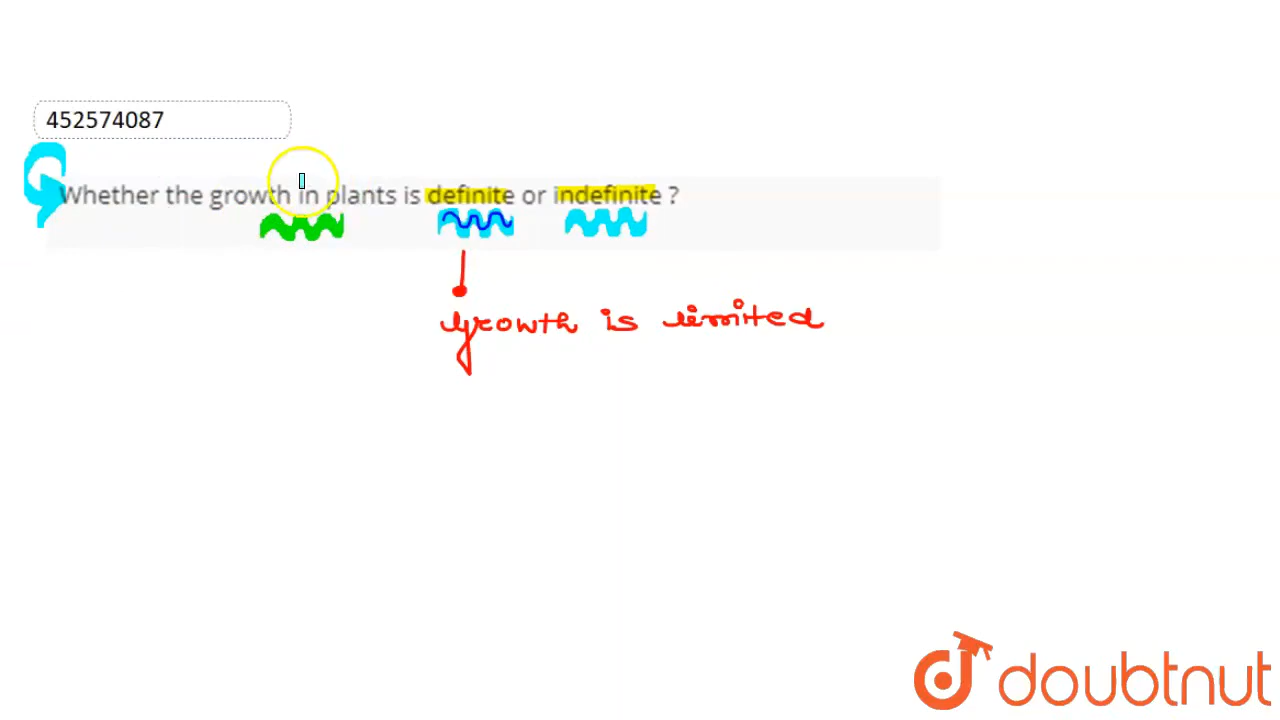 452574087
Whether the growth in plants is definite or indefinite ?
Growth is limited
doubtnut